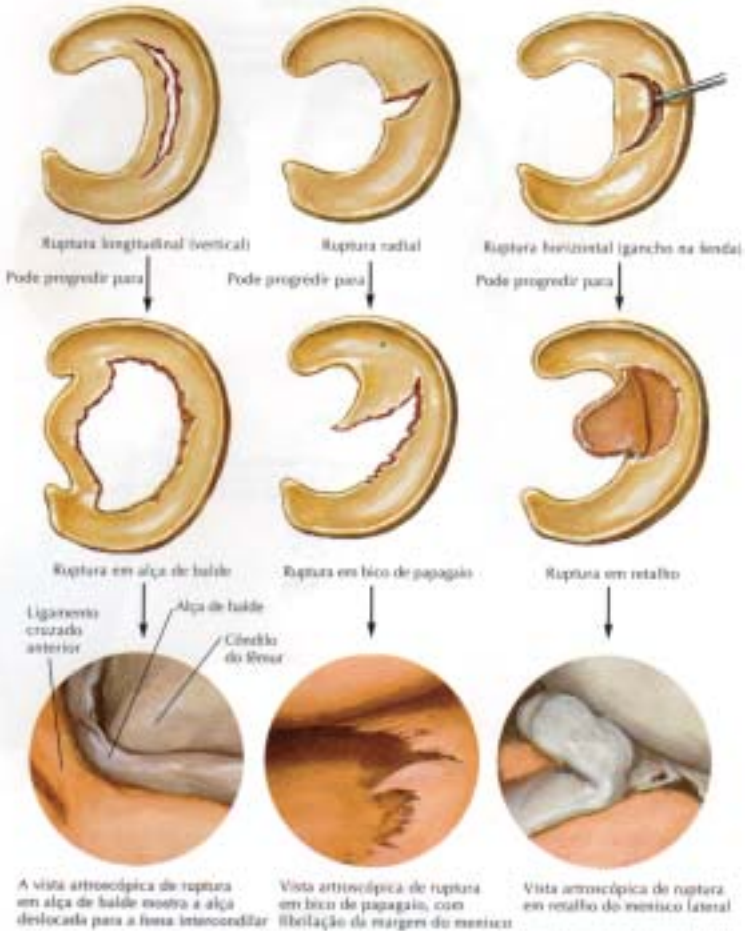 Ruptura longitudinal (vertical)
Ruptura radial
Ruptura horizontal (gancho na fenda)
Pode progredir para
Pode progredir para
Pode progredir para
Ruptura em alça de balde
Ruptura em bico de papagaio
Ruptura em retalho
Ligamento
cruzado
anterior
Alça de balde
Côndilo
do fêmur
A vista artroscópica de ruptura
em alça de balde mostra a alça
deslocada para a fossa intercondilar
Vista artroscópica de ruptura
em bico de papagaio, com
fibrilação da margem do menisco
Vista artroscópica de ruptura
em retalho do menisco lateral